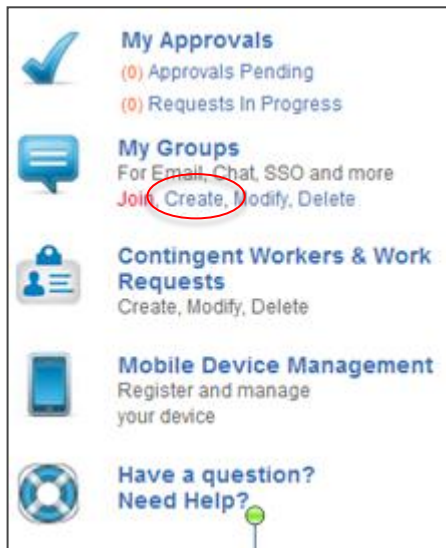 My Approvals
(0) Approvals Pending
(0) Requests In Progress
My Groups
For Email, Chat, SSO and more
Join, Create, Modify, Delete
Contingent Workers & Work
Requests
Create, Modify, Delete
Mobile Device Management
Register and manage
your device
Have a question?
Need Help?